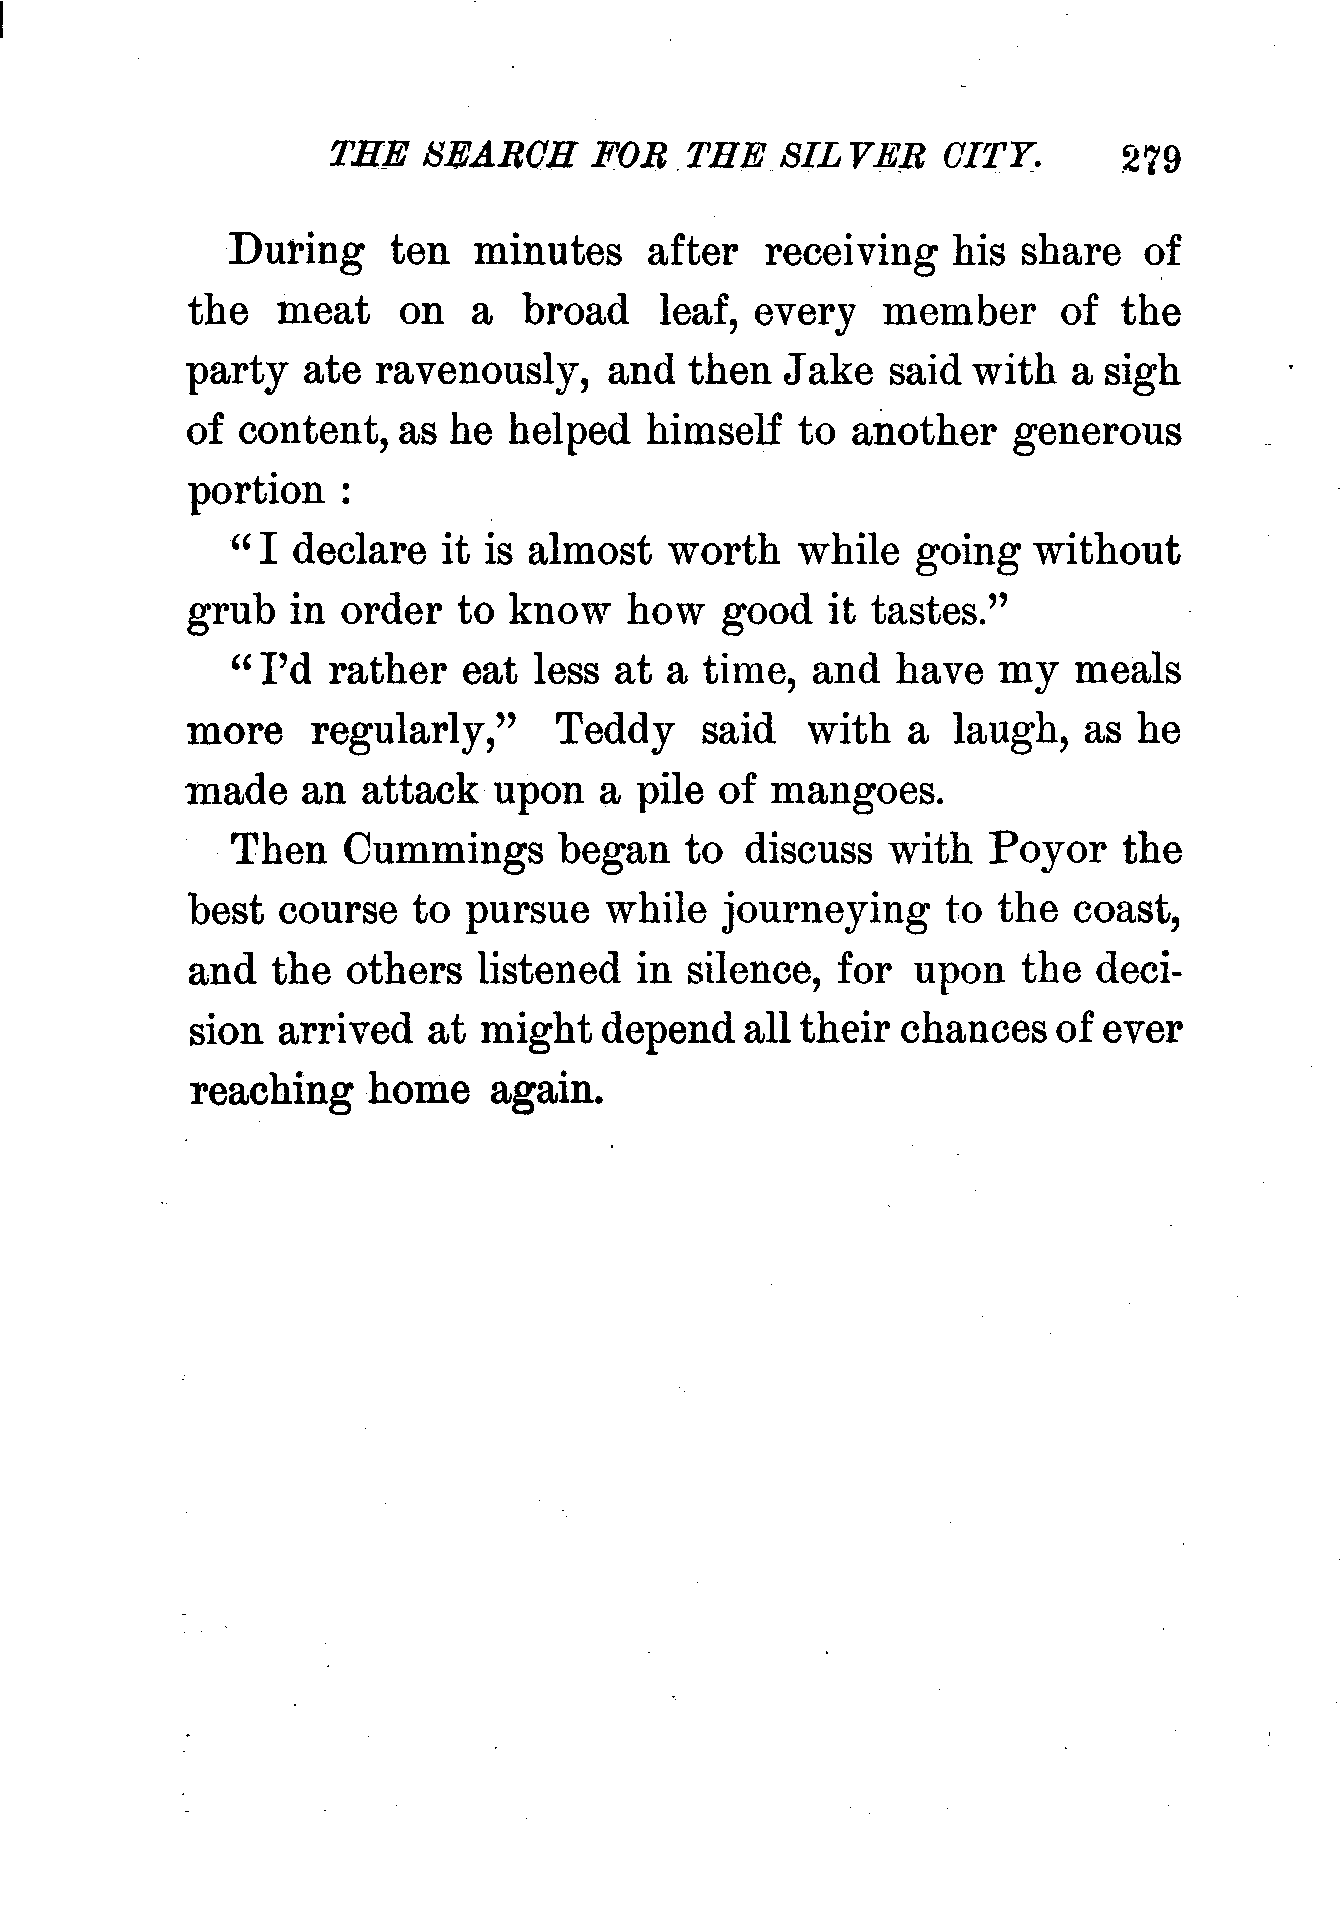 THE SEARCH FOR THE SILVER CITY. 279
During ten minutes after receiving his share of
the meat on a broad leaf, every member of the
party ate ravenously, and then Jake said with a sigh
of content, as he helped himself to another generous
portion :
“I declare it is almost worth while going without
grub in order to know how good it tastes.”
“I’d rather eat less at a time, and have my meals
more regularly,” Teddy said with a laugh, as he
made an attack upon a pile of mangoes.
Then Cummings began to discuss with Poyor the
best course to pursue while journeying to the coast,
and the others listened in silence, for upon the deci-
sion arrived at might depend all their chances of ever
reaching home again.